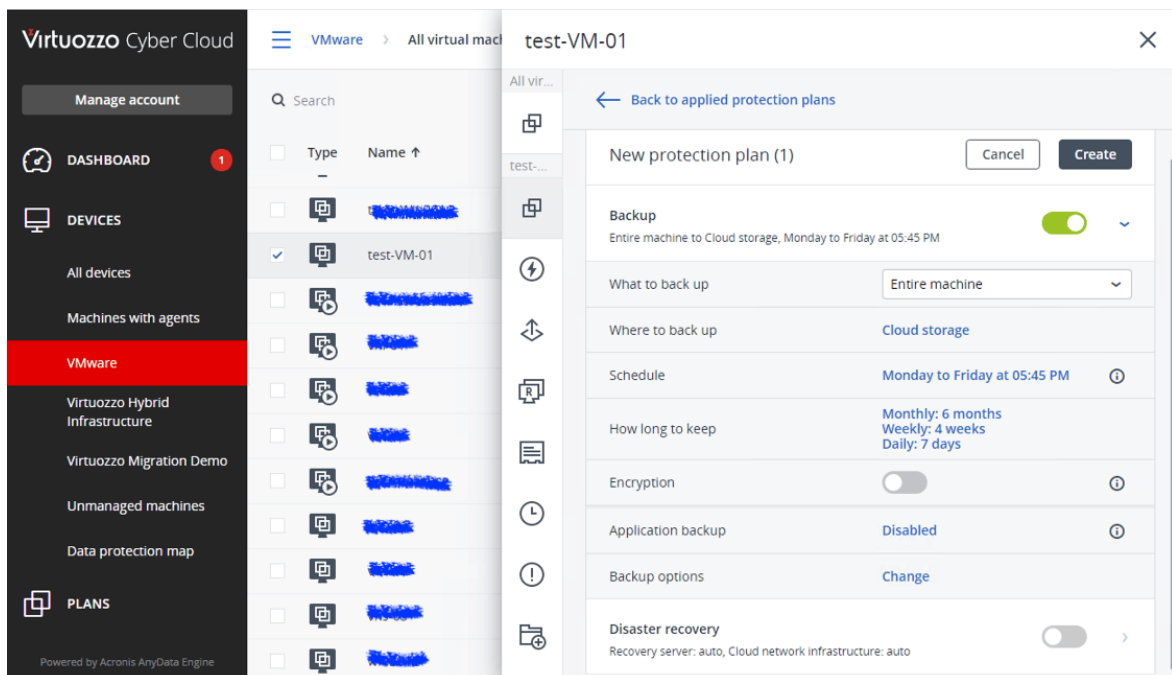 Virtuozzo Cyber Cloud
Manage account
DASHBOARD
1
DEVICES
All devices
Machines with agents
VMware
Virtuozzo Hybrid
Infrastructure
Virtuozzo Migration Demo
Unmanaged machines
Data protection map
PLANS
Powered by Acronis AnyData Engine
VMware > All virtual mach
Search
Type Name ↑
test-VM-01
test-VM-01
All vir...
test-...
Back to applied protection plans
New protection plan (1)
Cancel
Create
Backup
Entire machine to Cloud storage, Monday to Friday at 05:45 PM
What to back up Entire machine
Where to back up Cloud storage
Schedule Monday to Friday at 05:45 PM
How long to keep
Monthly: 6 months
Weekly: 4 weeks
Daily: 7 days
Encryption
Application backup Disabled
Backup options Change
Disaster recovery
Recovery server: auto, Cloud network infrastructure: auto